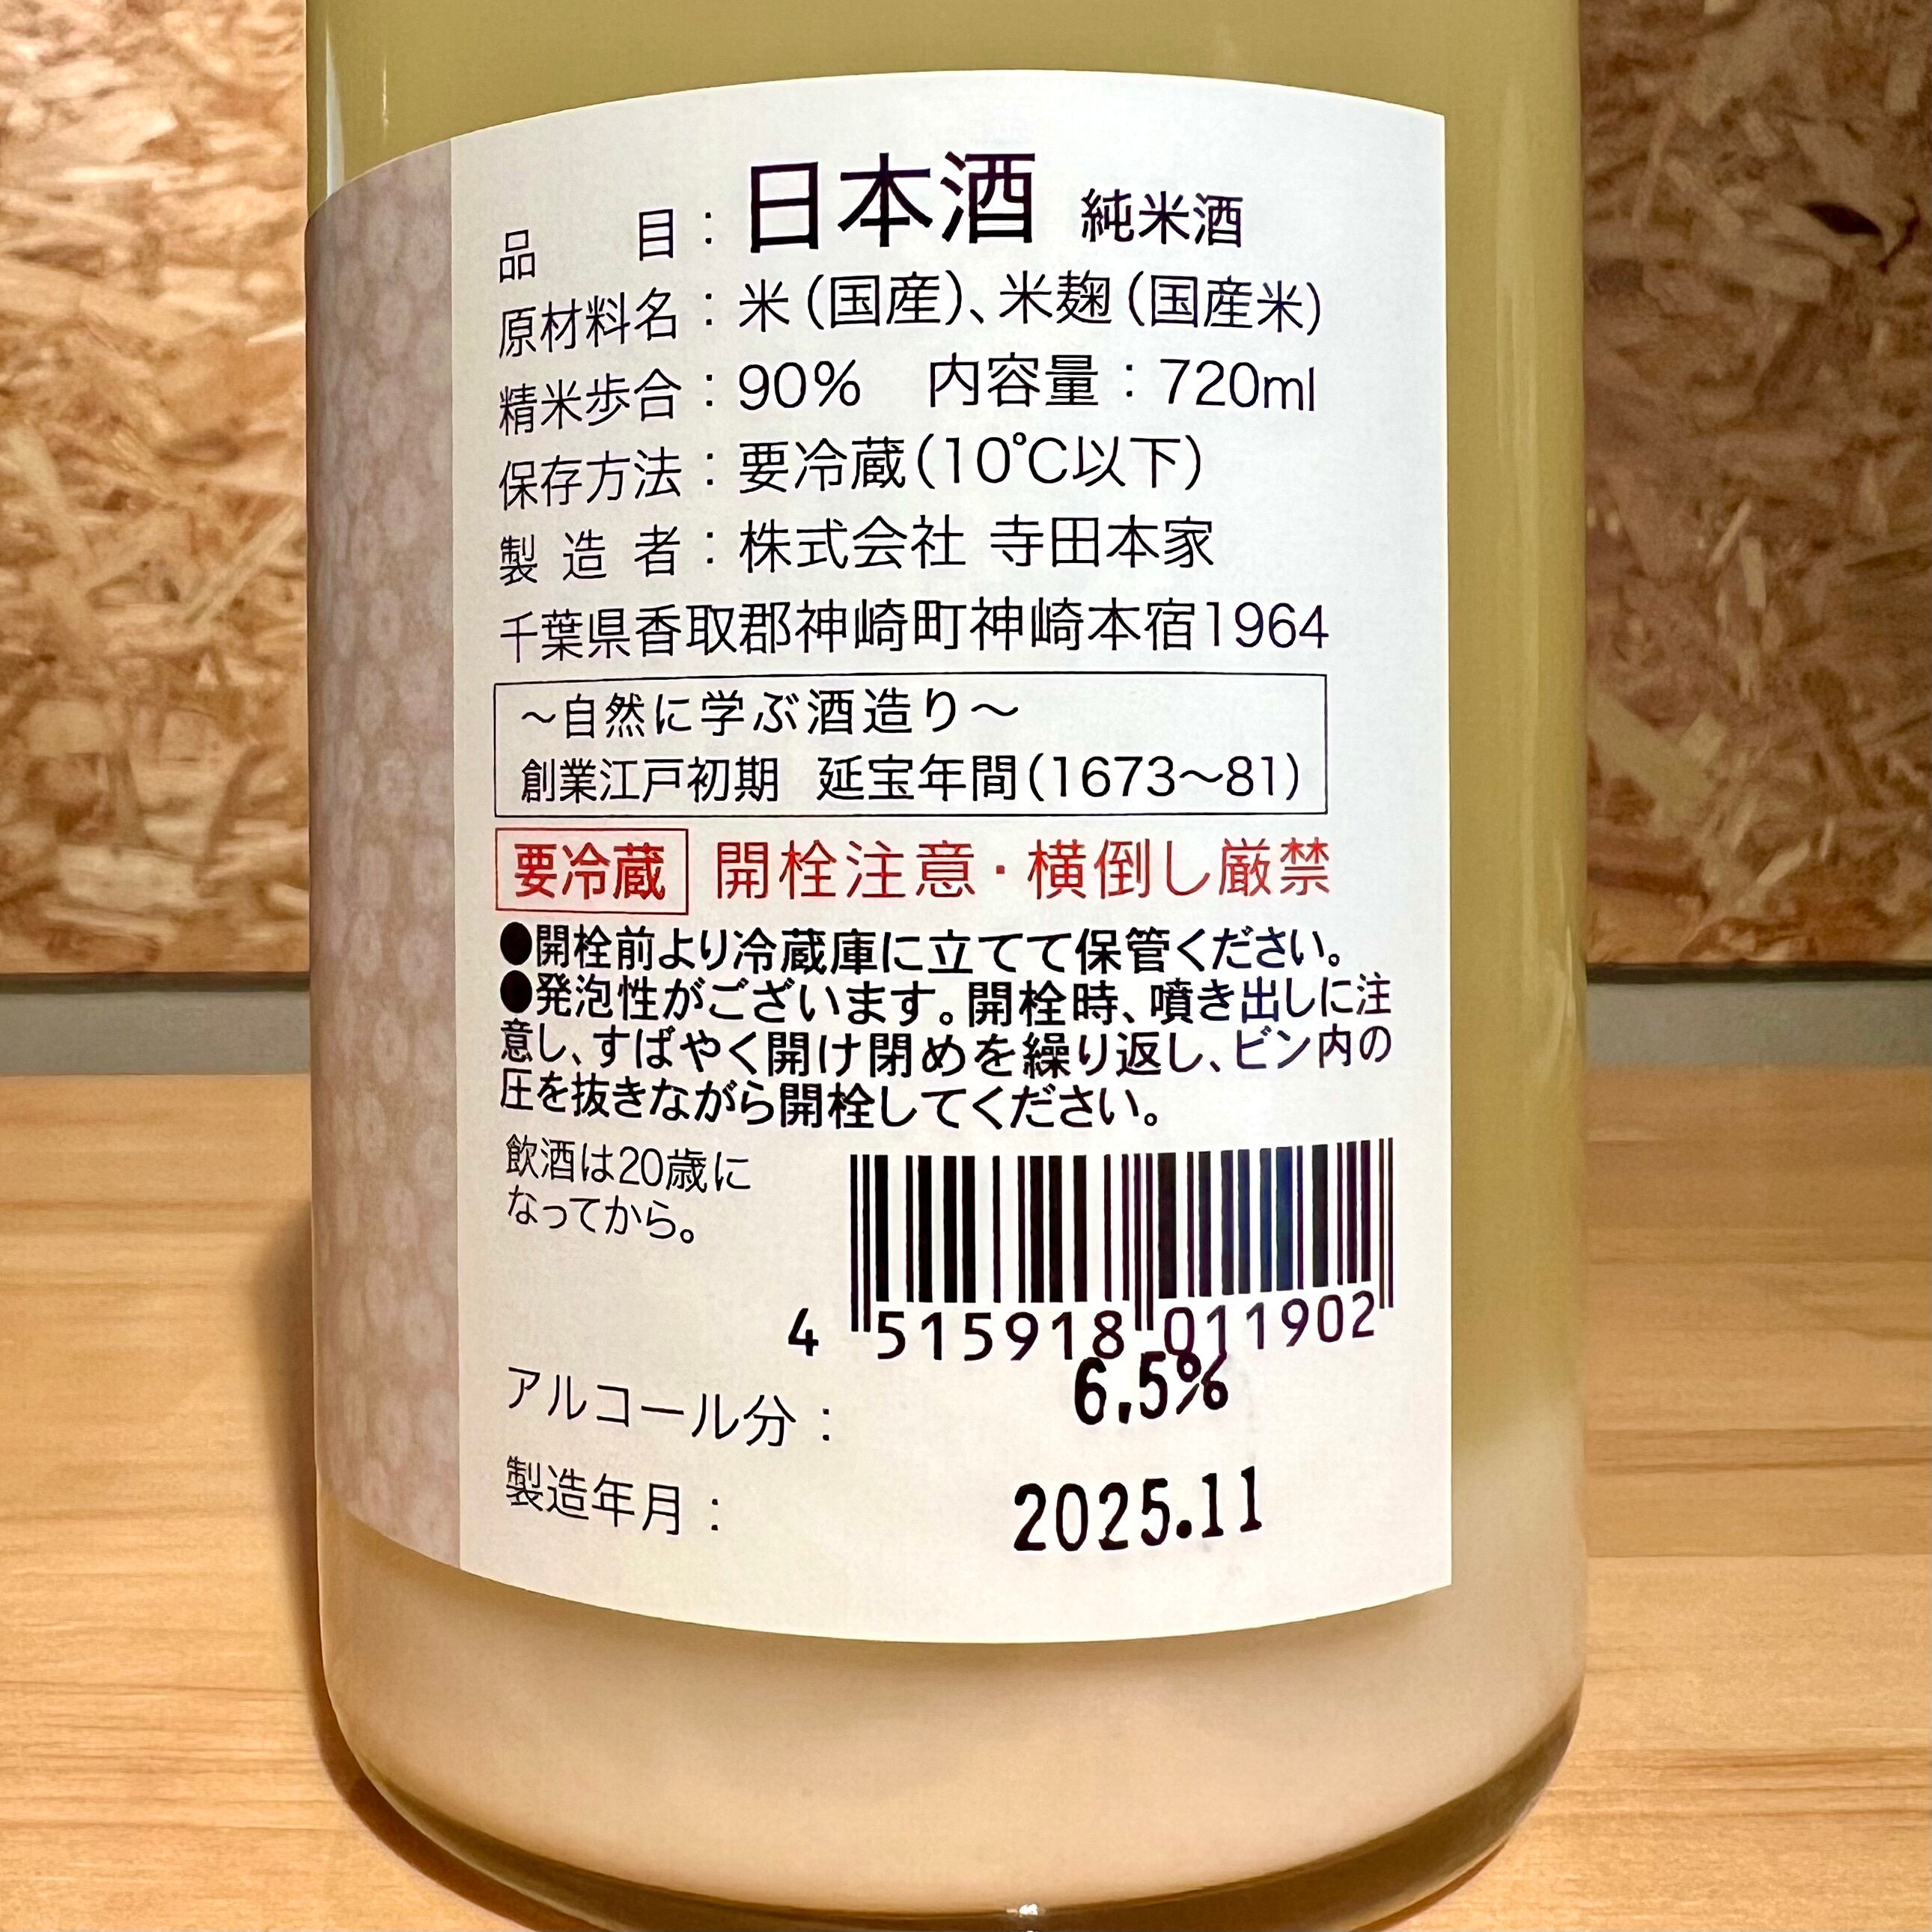 品目：日本酒 純米酒
原材料名：米（国産）、米麹（国産米）
精米歩合：90％　内容量：720ml
保存方法：要冷蔵（10℃以下）
製造者：株式会社 寺田本家
千葉県香取郡神崎町神崎本宿1964
～自然に学ぶ酒造り～
創業江戸初期 延宝年間（1673～81）
要冷蔵 開栓注意・横倒し厳禁
●開栓前より冷蔵庫に立てて保管ください。
●発泡性がございます。開栓時、噴き出しに注
意し、すばやく開け閉めを繰り返し、ビン内の
圧を抜きながら開栓してください。
飲酒は20歳に
なってから。
4 515918 011902
アルコール分： 6.5%
製造年月： 2025.11